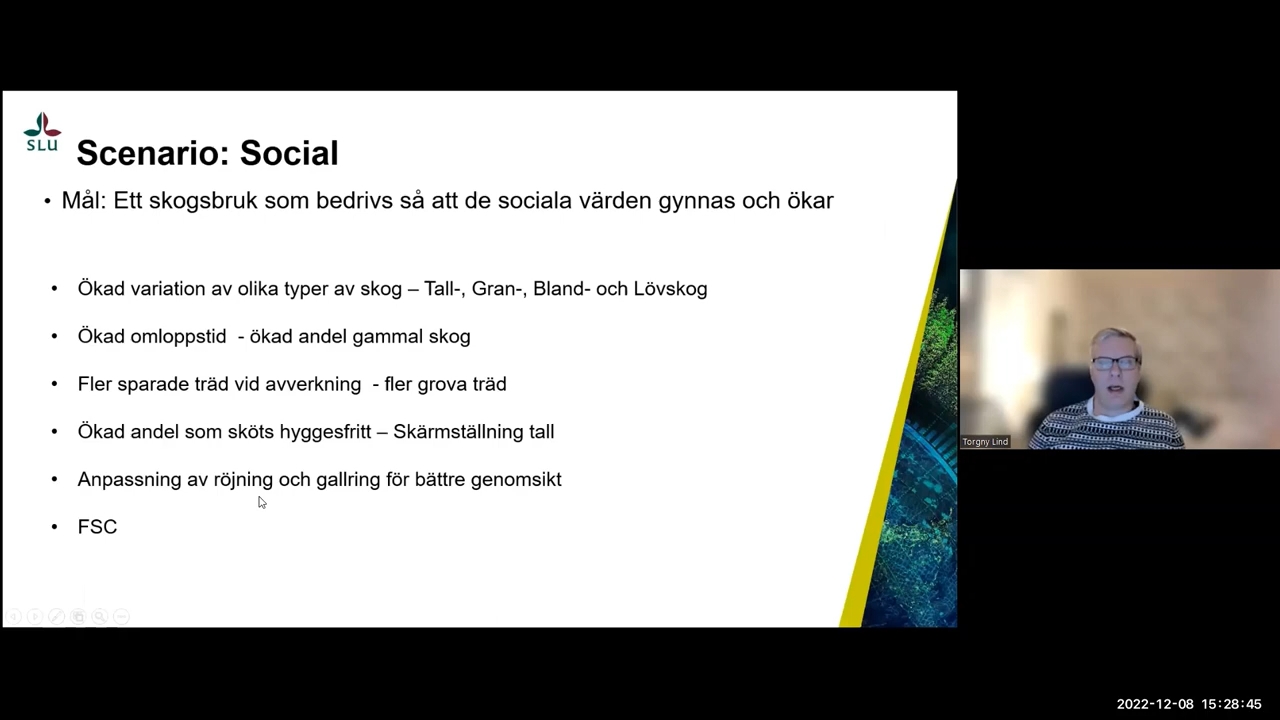 SLU
Scenario: Social
• Mål: Ett skogsbruk som bedrivs så att de sociala värden gynnas och ökar
• Ökad variation av olika typer av skog – Tall-, Gran-, Bland- och Lövskog
• Ökad omloppstid - ökad andel gammal skog
• Fler sparade träd vid avverkning - fler grova träd
• Ökad andel som sköts hyggesfritt – Skärmställning tall
• Anpassning av röjning och gallring för bättre genomsikt
• FSC
Torgny Lind
2022-12-08 15:28:45